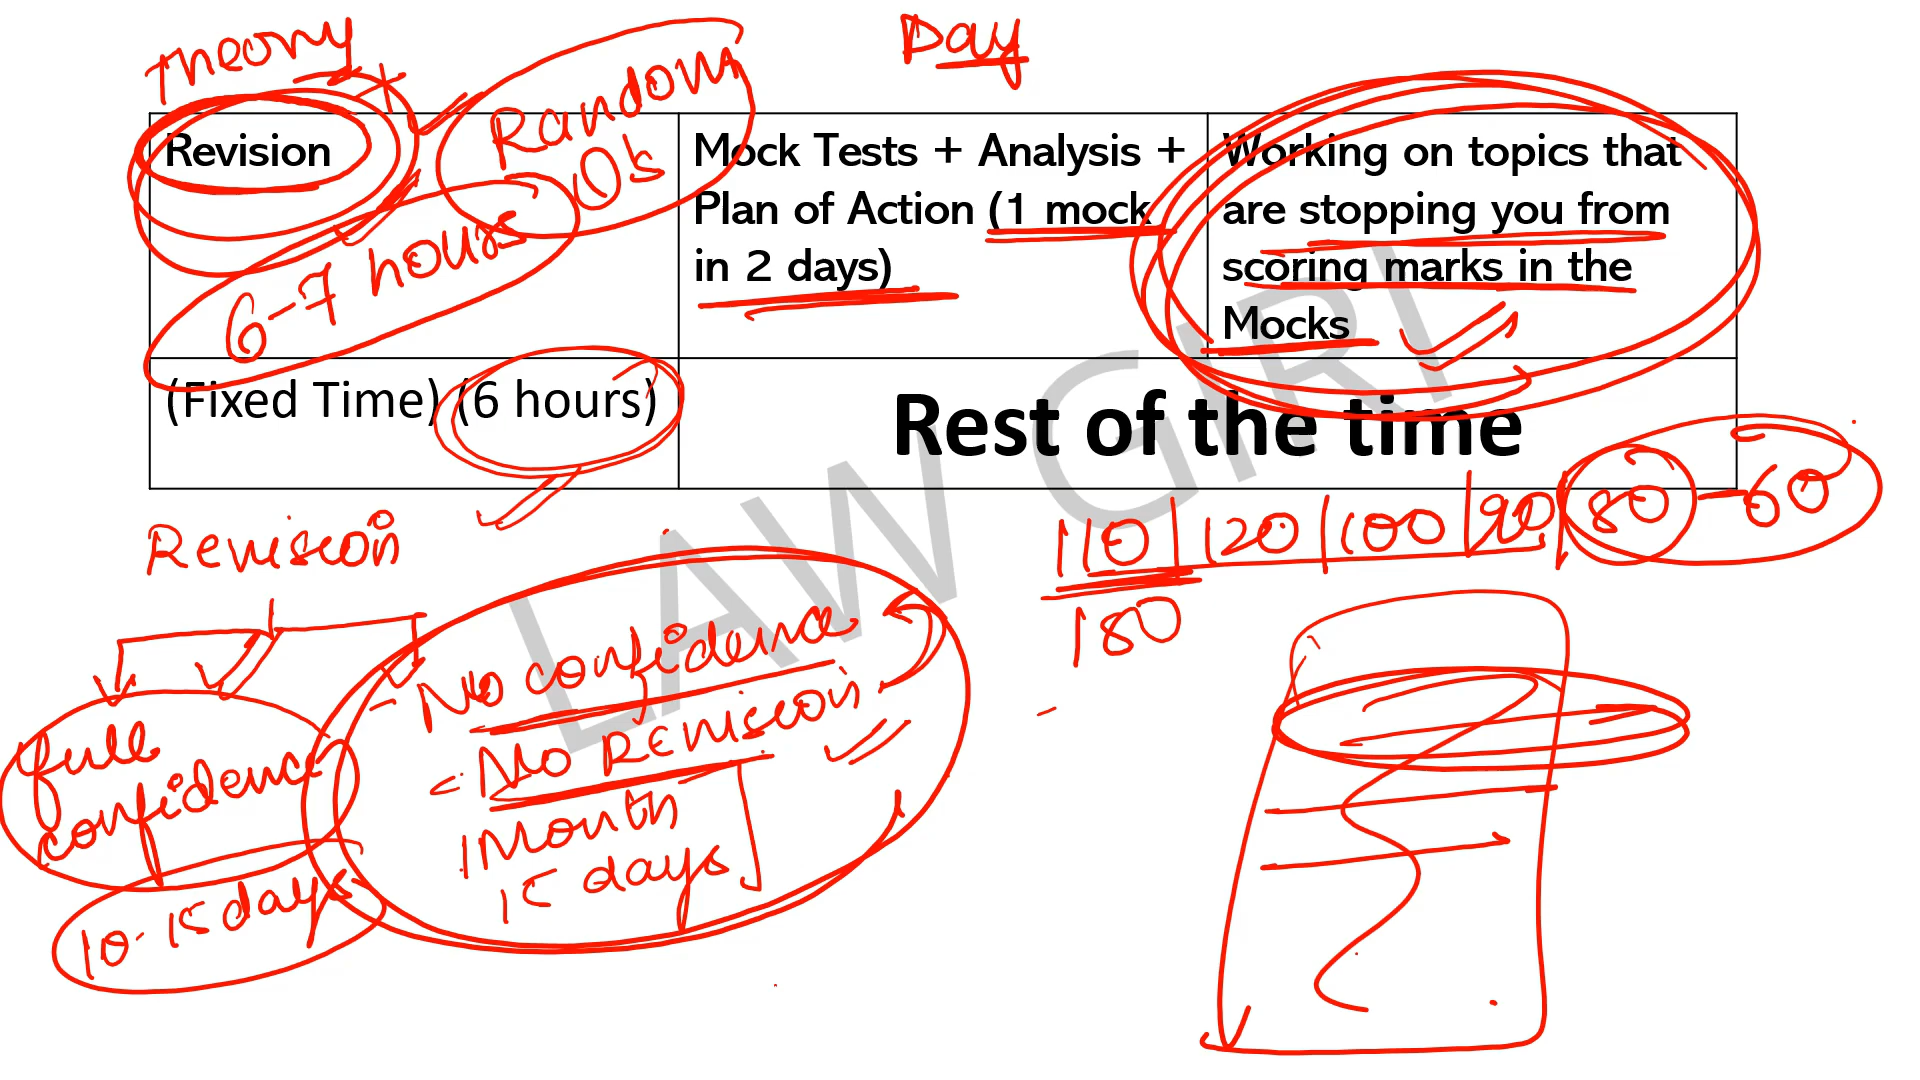 Theory
Day
+
Random
Q's
Revision
6-7 hours
Mock Tests + Analysis +
Plan of Action (1 mock
in 2 days)
Working on topics that
are stopping you from
scoring marks in the
Mocks
(Fixed Time) (6 hours)
Rest of the time
LAW GIRI
Revision
110 | 120 | 100 | 90 | 80 - 60
180
full
confidence
10-15 days
- No confidence
- No Revision
1 Month
15 days